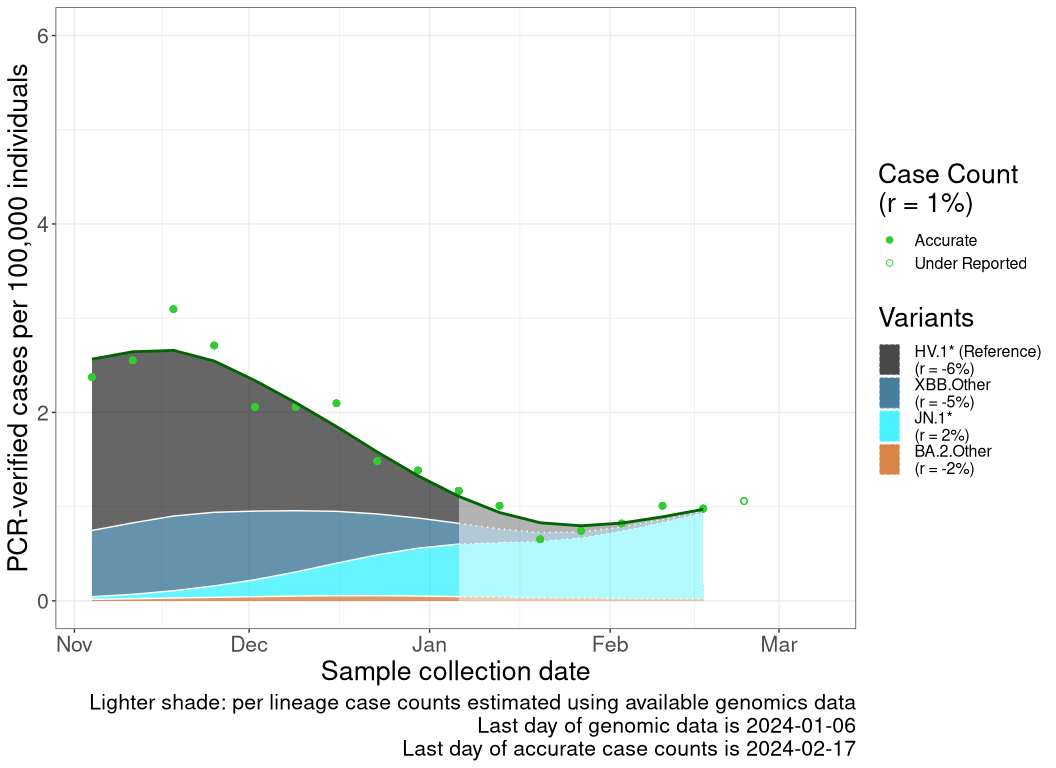 PCR-verified cases per 100,000 individuals
6
4
2
0
Nov
Dec
Jan
Feb
Mar
Sample collection date
Lighter shade: per lineage case counts estimated using available genomics data
Last day of genomic data is 2024-01-06
Last day of accurate case counts is 2024-02-17
Case Count
(r = 1%)
Accurate
Under Reported
Variants
HV.1* (Reference)
(r = -6%)
XBB.Other
(r = -5%)
JN.1*
(r = 2%)
BA.2.Other
(r = -2%)